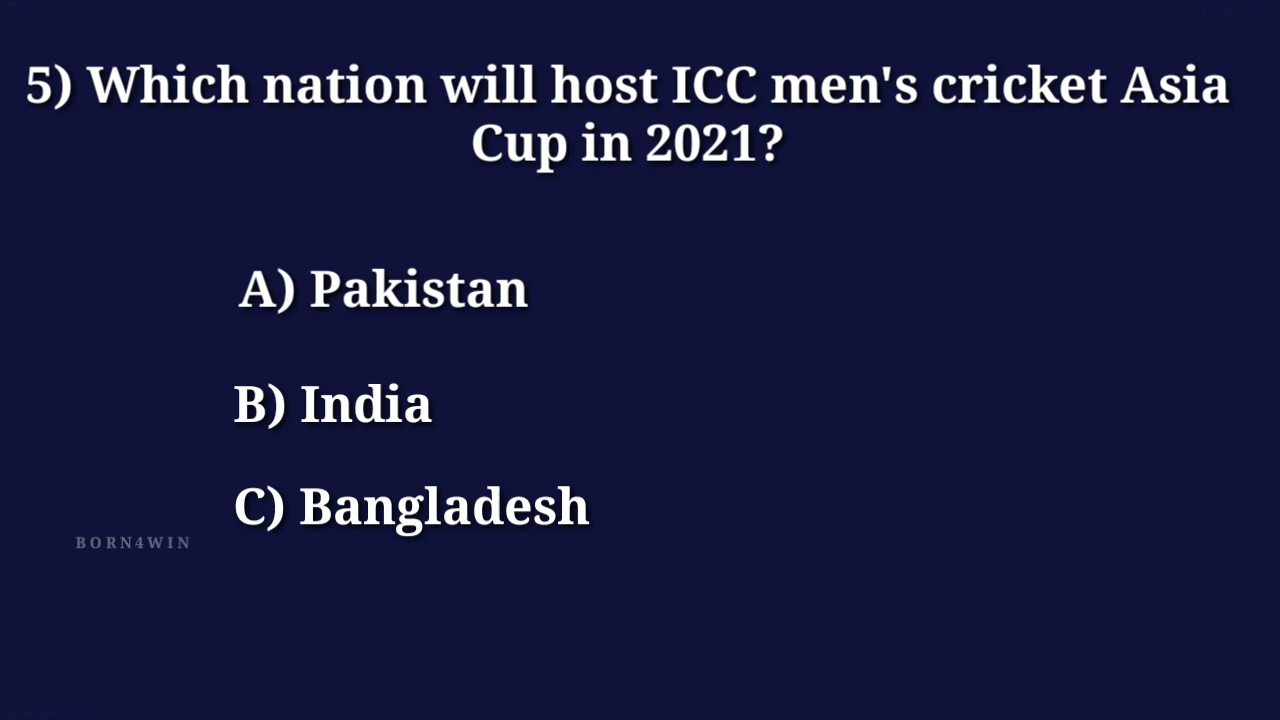 5) Which nation will host ICC men's cricket Asia
Cup in 2021?
A) Pakistan
B) India
C) Bangladesh
BORN4WIN